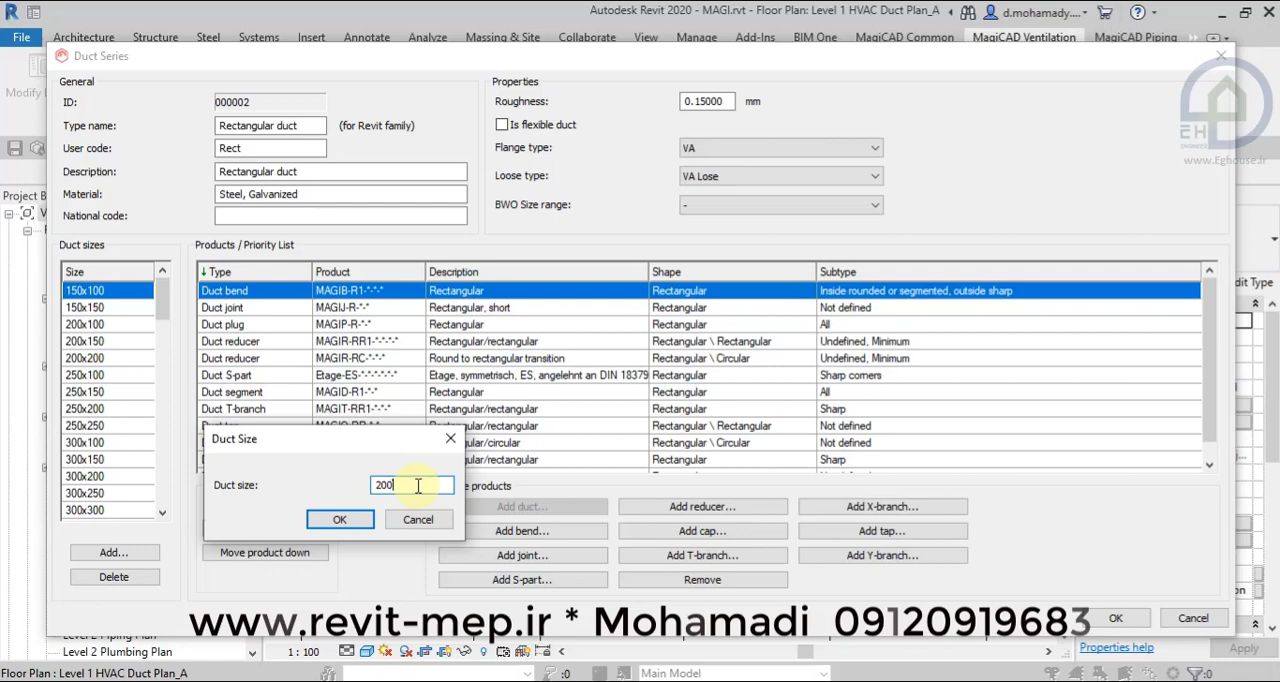 Autodesk Revit 2020 - MAGI.rvt - Floor Plan: Level 1 HVAC Duct Plan_A
d.mohamady....
File Architecture Structure Steel Systems Insert Annotate Analyze Massing & Site Collaborate View Manage Add-Ins BIM One MagiCAD Common MagiCAD Ventilation MagiCAD Piping
Duct Series
EH
www.Eghouse.Ir
Modify
Project B
General
ID: 000002
Type name: Rectangular duct (for Revit family)
User code: Rect
Description: Rectangular duct
Material: Steel, Galvanized
National code:
Properties
Roughness: 0.15000 mm
Is flexible duct
Flange type: VA
Loose type: VA Lose
BWO Size range: -
Duct sizes
Size
150x100
150x150
200x100
200x150
200x200
250x100
250x150
250x200
250x250
300x100
300x150
300x200
300x250
300x300
Add...
Delete
Products / Priority List
Type Product Description Shape Subtype
Duct bend MAGIB-R1-*-*-* Rectangular Rectangular Inside rounded or segmented, outside sharp
Duct joint MAGIJ-R-*-* Rectangular, short Rectangular Not defined
Duct plug MAGIP-R-*-* Rectangular Rectangular All
Duct reducer MAGIR-RR1-*-*-*-* Rectangular/rectangular Rectangular \ Rectangular Undefined, Minimum
Duct reducer MAGIR-RC-*-*-* Round to rectangular transition Rectangular \ Circular Undefined, Minimum
Duct S-part Etage-ES-*-*-*-*-*-* Etage, symmetrisch, ES, angelehnt an DIN 18379 Rectangular Sharp corners
Duct segment MAGID-R1-*-* Rectangular Rectangular All
Duct T-branch MAGIT-RR1-*-*-* Rectangular/rectangular Rectangular Sharp
Rectangular/rectangular Rectangular \ Rectangular Not defined
/circular Rectangular \ Circular Not defined
/rectangular Rectangular Sharp
Duct Size
Duct size: 200
OK Cancel
Move product down
products
Add duct... Add reducer... Add X-branch...
Add bend... Add cap... Add tap...
Add joint... Add T-branch... Add Y-branch...
Add S-part... Remove
OK Cancel
dit Type
www.revit-mep.ir * Mohamadi 09120919683
Level 2 Piping Plan
Level 2 Plumbing Plan
1 : 100
Properties help
Apply
Floor Plan: Level 1 HVAC Duct Plan_A
:0
Main Model
:0